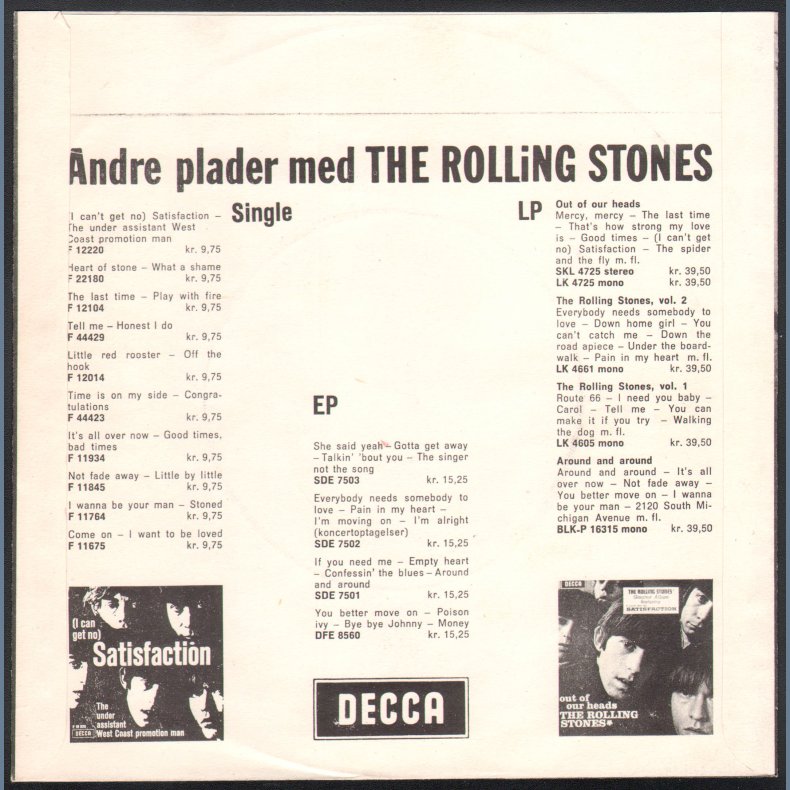 Andre plader med THE ROLLiNG STONES
Single
(I can't get no) Satisfaction –
The under assistant West
Coast promotion man
F 12220 kr. 9,75
Heart of stone – What a shame
F 22180 kr. 9,75
The last time – Play with fire
F 12104 kr. 9,75
Tell me – Honest I do
F 44429 kr. 9,75
Little red rooster – Off the
hook
F 12014 kr. 9,75
Time is on my side – Congra-
tulations
F 44423 kr. 9,75
It's all over now – Good times,
bad times
F 11934 kr. 9,75
Not fade away – Little by little
F 11845 kr. 9,75
I wanna be your man – Stoned
F 11764 kr. 9,75
Come on – I want to be loved
F 11675 kr. 9,75
(I can
get no)
Satisfaction
The
under
assistant
West Coast promotion man
DECCA
EP
She said yeah – Gotta get away
– Talkin' 'bout you – The singer
not the song
SDE 7503 kr. 15,25
Everybody needs somebody to
love – Pain in my heart –
I'm moving on – I'm alright
(koncertoptagelser)
SDE 7502 kr. 15,25
If you need me – Empty heart
– Confessin' the blues – Around
and around
SDE 7501 kr. 15,25
You better move on – Poison
ivy – Bye bye Johnny – Money
DFE 8560 kr. 15,25
DECCA
LP
Out of our heads
Mercy, mercy – The last time
– That's how strong my love
is – Good times – (I can't get
no) Satisfaction – The spider
and the fly m. fl.
SKL 4725 stereo kr. 39,50
LK 4725 mono kr. 39,50
The Rolling Stones, vol. 2
Everybody needs somebody to
love – Down home girl – You
can't catch me – Down the
road apiece – Under the board-
walk – Pain in my heart m. fl.
LK 4661 mono kr. 39,50
The Rolling Stones, vol. 1
Route 66 – I need you baby –
Carol – Tell me – You can
make it if you try – Walking
the dog m. fl.
LK 4605 mono kr. 39,50
Around and around
Around and around – It's all
over now – Not fade away –
You better move on – I wanna
be your man – 2120 South Mi-
chigan Avenue m. fl.
BLK-P 16315 mono kr. 39,50
DECCA
THE ROLLING STONES'
SATISFACTION
out of
our heads
THE ROLLING
STONES